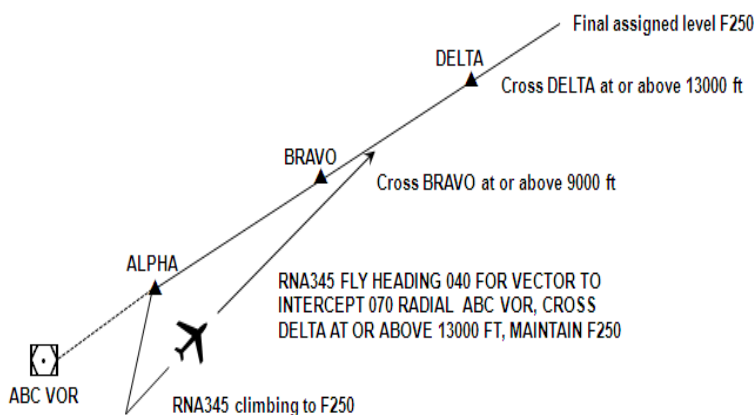 Final assigned level F250
DELTA
Cross DELTA at or above 13000 ft
BRAVO
Cross BRAVO at or above 9000 ft
ALPHA
RNA345 FLY HEADING 040 FOR VECTOR TO
INTERCEPT 070 RADIAL ABC VOR, CROSS
DELTA AT OR ABOVE 13000 FT, MAINTAIN F250
ABC VOR
RNA345 climbing to F250